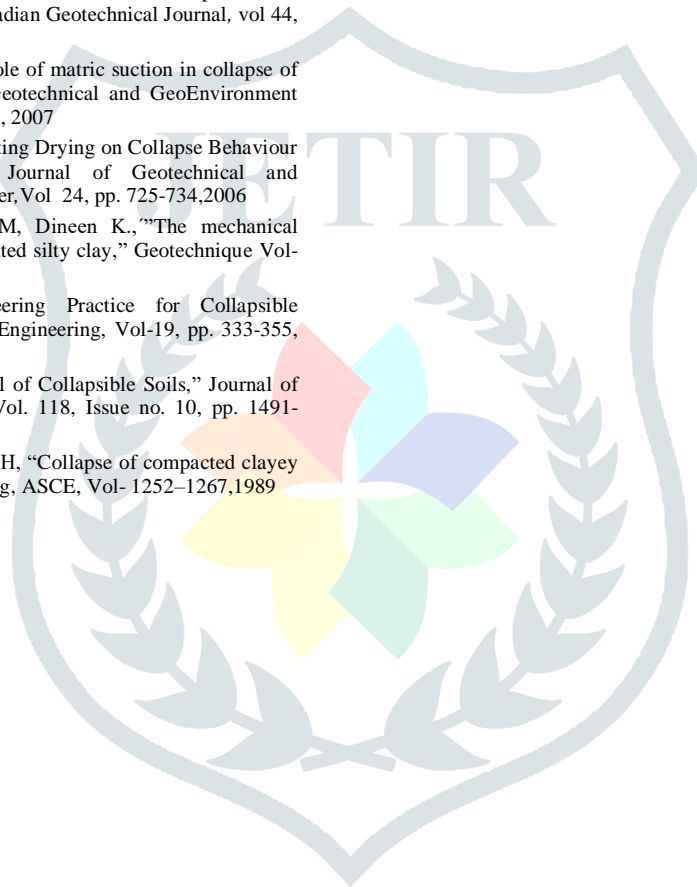 adian Geotechnical Journal, vol 44,
ole of matric suction in collapse of
Geotechnical and GeoEnvironment
, 2007
ting Drying on Collapse Behaviour
Journal of Geotechnical and
er,Vol 24, pp. 725-734,2006
M, Dineen K.,´”The mechanical
ted silty clay,” Geotechnique Vol-
eering Practice for Collapsible
Engineering, Vol-19, pp. 333-355,
l of Collapsible Soils,” Journal of
Vol. 118, Issue no. 10, pp. 1491-
H, “Collapse of compacted clayey
g, ASCE, Vol- 1252–1267,1989
JETIR